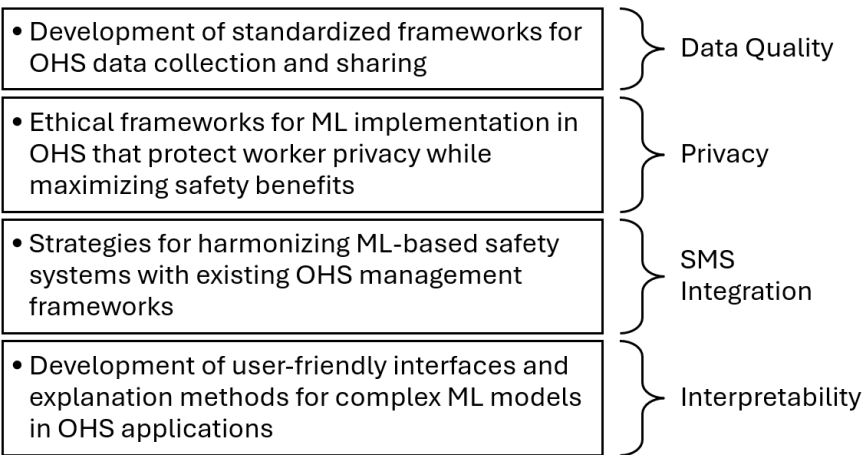 • Development of standardized frameworks for
OHS data collection and sharing
Data Quality
• Ethical frameworks for ML implementation in
OHS that protect worker privacy while
maximizing safety benefits
Privacy
• Strategies for harmonizing ML-based safety
systems with existing OHS management
frameworks
SMS
Integration
• Development of user-friendly interfaces and
explanation methods for complex ML models
in OHS applications
Interpretability